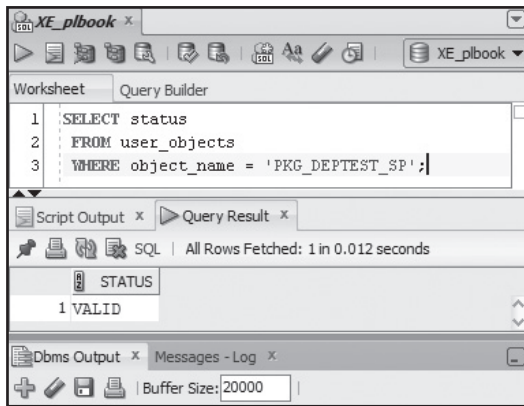 XE_plbook
XE_plbook
Worksheet Query Builder
1 SELECT status
2 FROM user_objects
3 WHERE object_name = 'PKG_DEPTEST_SP';
Script Output x Query Result x
SQL | All Rows Fetched: 1 in 0.012 seconds
STATUS
1 VALID
Dbms Output x Messages - Log x
Buffer Size: 20000